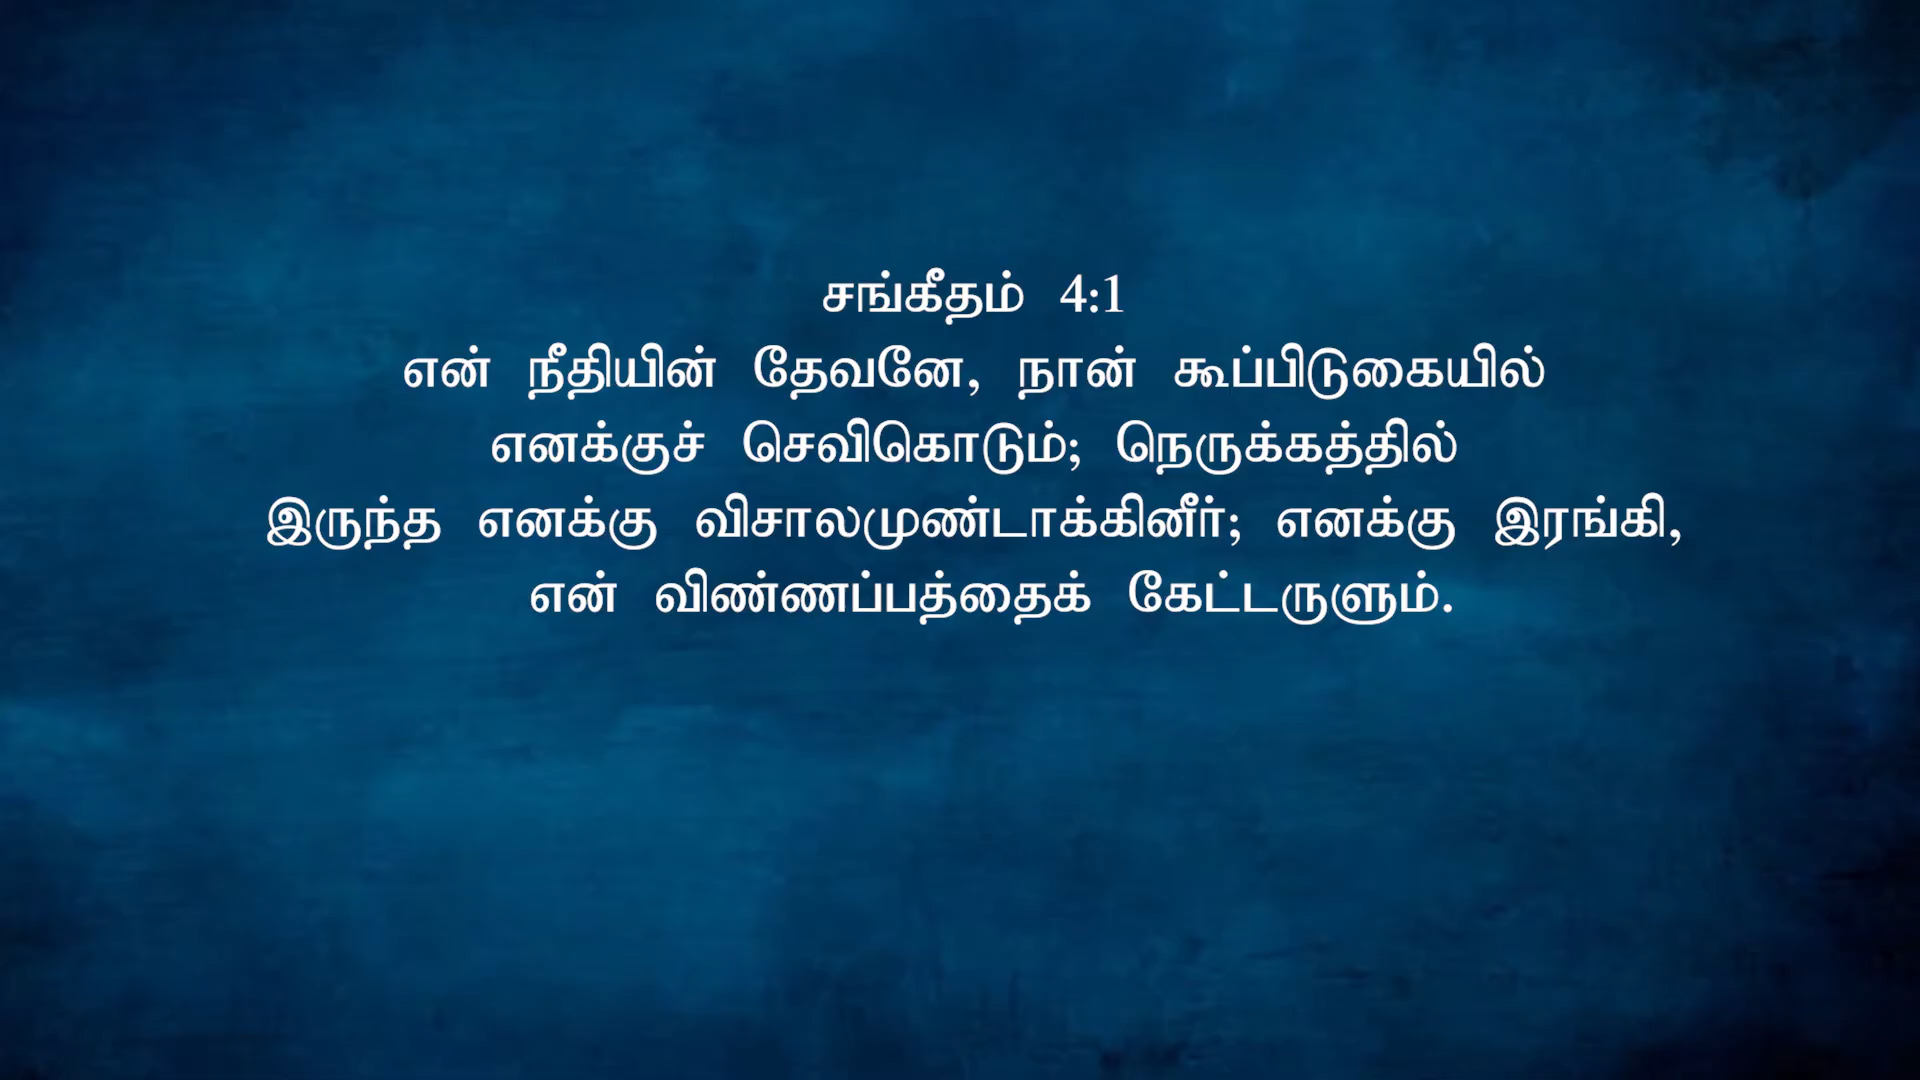 சங்கீதம் 4:1
என் நீதியின் தேவனே, நான் கூப்பிடுகையில்
எனக்குச் செவிகொடும்; நெருக்கத்தில்
இருந்த எனக்கு விசாலமுண்டாக்கினீர்; எனக்கு இரங்கி,
என் விண்ணப்பத்தைக் கேட்டருளும்.